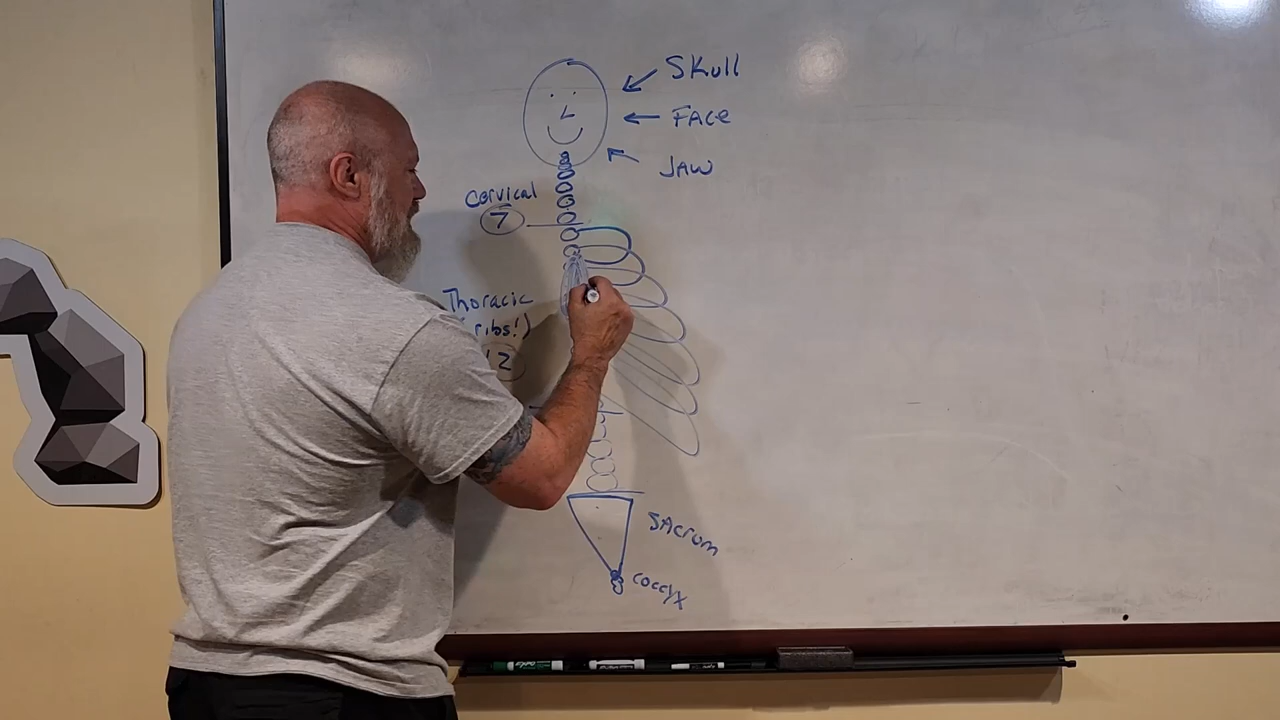 Skull
FACe
JAW
Cervical
7
Thoracic
ribs!)
12
SAcrum
coccyx